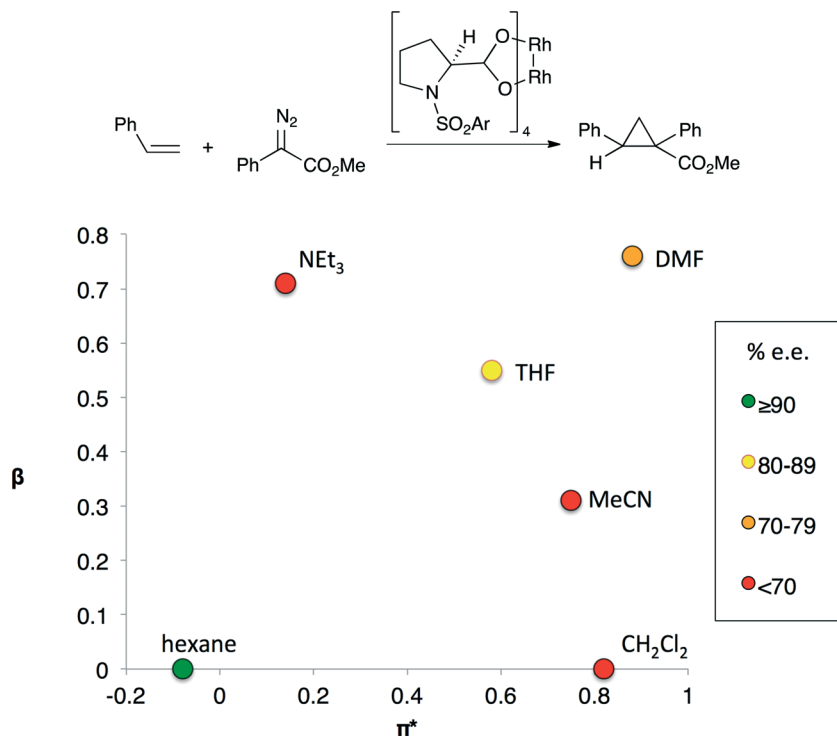 H
O
Rh
Rh
O
N
SO₂Ar
4
Ph
+
N₂
Ph
CO₂Me
Ph
Ph
H
CO₂Me
0.8
0.7
0.6
0.5
0.4
0.3
0.2
0.1
0
β
NEt₃
DMF
THF
MeCN
hexane
CH₂Cl₂
-0.2
0
0.2
0.4
0.6
0.8
1
π*
% e.e.
≥90
80-89
70-79
<70